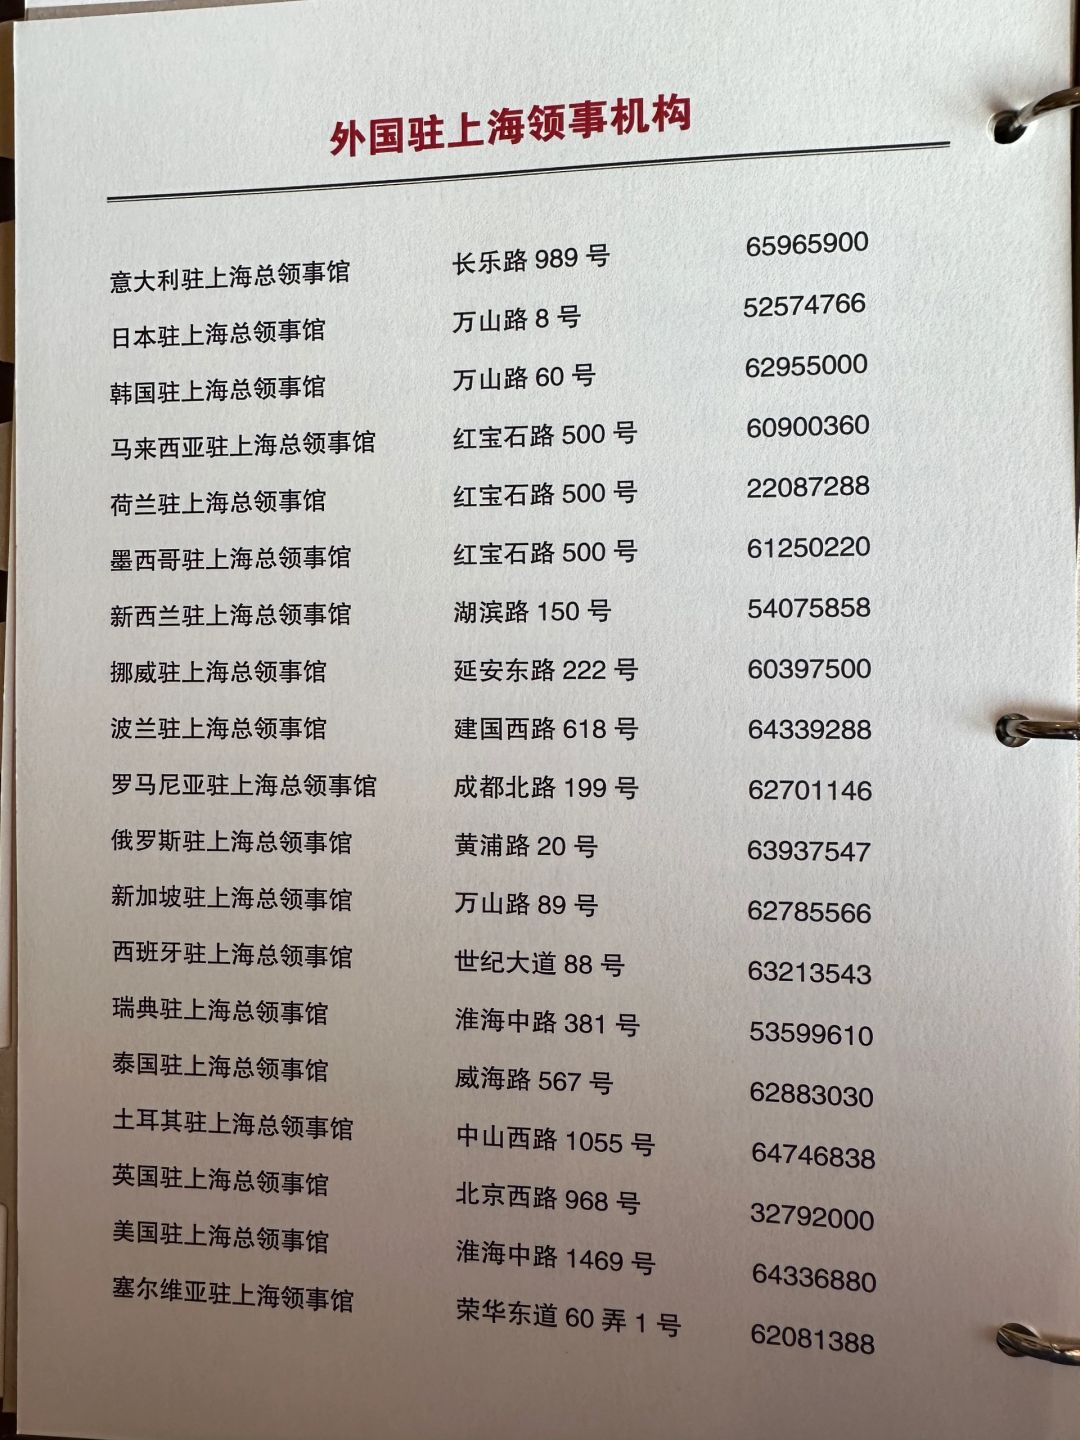 外国驻上海领事机构
意大利驻上海总领事馆 长乐路 989 号 65965900
日本驻上海总领事馆 万山路 8 号 52574766
韩国驻上海总领事馆 万山路 60 号 62955000
马来西亚驻上海总领事馆 红宝石路 500 号 60900360
荷兰驻上海总领事馆 红宝石路 500 号 22087288
墨西哥驻上海总领事馆 红宝石路 500 号 61250220
新西兰驻上海总领事馆 湖滨路 150 号 54075858
挪威驻上海总领事馆 延安东路 222 号 60397500
波兰驻上海总领事馆 建国西路 618 号 64339288
罗马尼亚驻上海总领事馆 成都北路 199 号 62701146
俄罗斯驻上海总领事馆 黄浦路 20 号 63937547
新加坡驻上海总领事馆 万山路 89 号 62785566
西班牙驻上海总领事馆 世纪大道 88 号 63213543
瑞典驻上海总领事馆 淮海中路 381 号 53599610
泰国驻上海总领事馆 威海路 567 号 62883030
土耳其驻上海总领事馆 中山西路 1055 号 64746838
英国驻上海总领事馆 北京西路 968 号 32792000
美国驻上海总领事馆 淮海中路 1469 号 64336880
塞尔维亚驻上海领事馆 荣华东道 60 弄 1 号 62081388